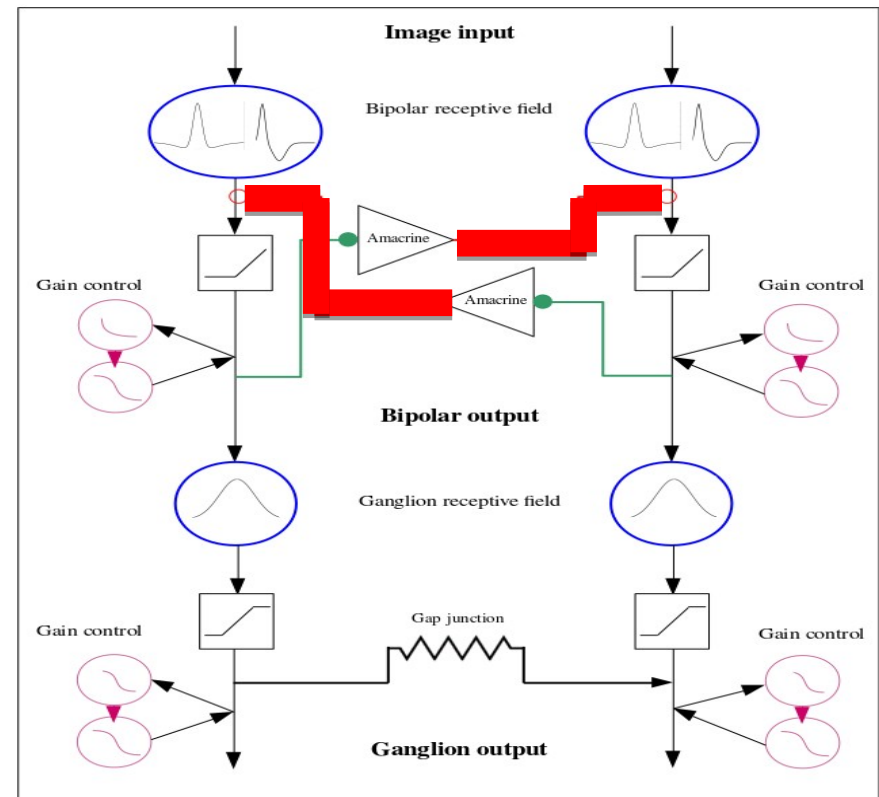 Image input
Bipolar receptive field
Amacrine
Gain control
Gain control
Amacrine
Bipolar output
Ganglion receptive field
Gap junction
Gain control
Gain control
Ganglion output